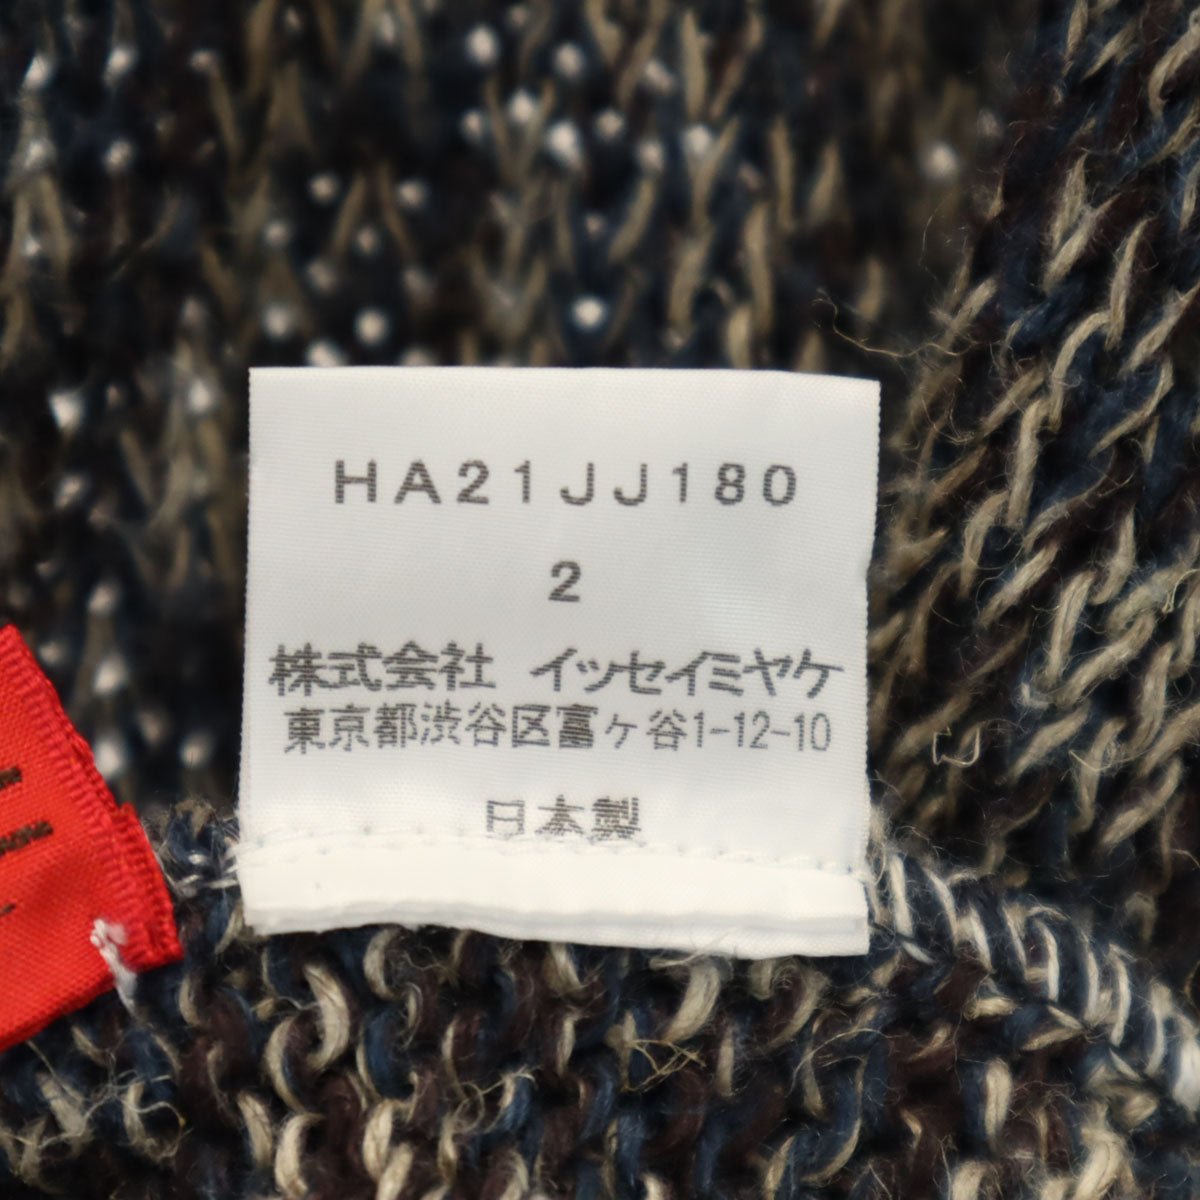 HA21JJ180
2
株式会社 イッセイミヤケ
東京都渋谷区富ヶ谷1-12-10
日本製